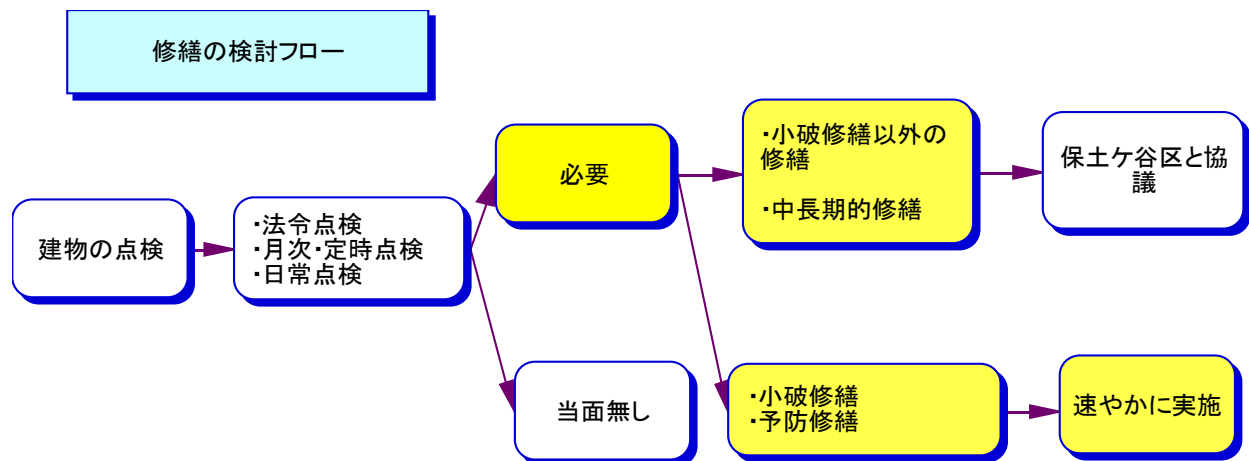 修繕の検討フロー
建物の点検
・法令点検
・月次・定時点検
・日常点検
必要
当面無し
・小破修繕以外の
修繕
・中長期的修繕
保土ケ谷区と協
議
・小破修繕
・予防修繕
速やかに実施